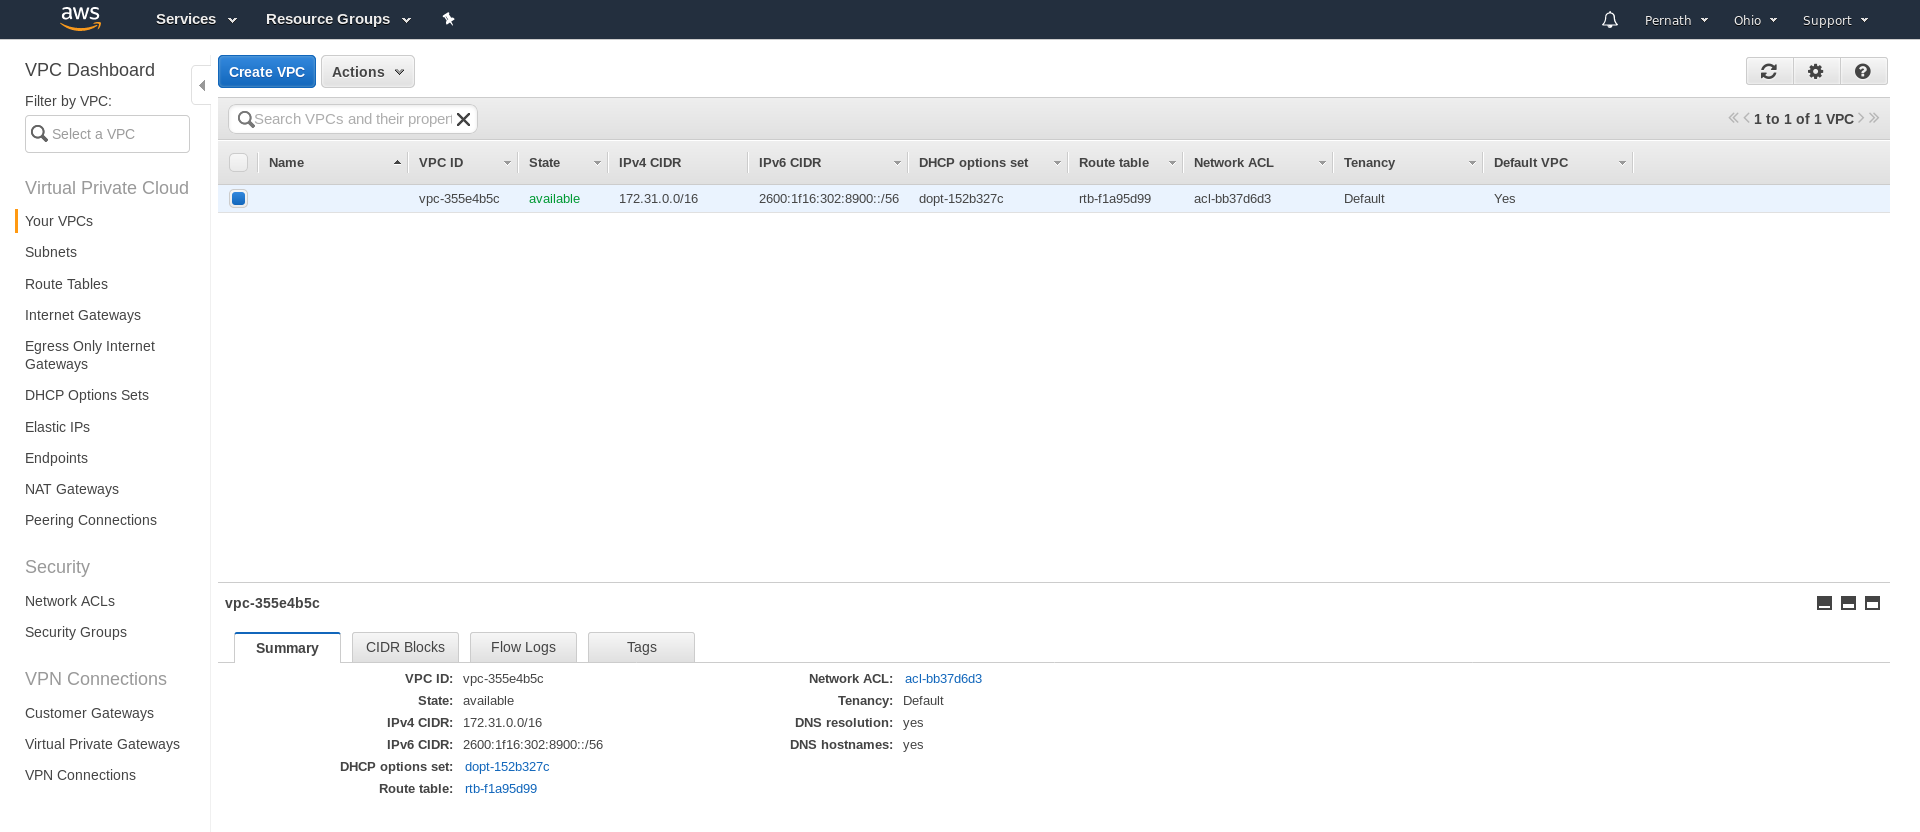 aws Services Resource Groups Pernath Ohio Support
VPC Dashboard
Filter by VPC:
Select a VPC
Virtual Private Cloud
Your VPCs
Subnets
Route Tables
Internet Gateways
Egress Only Internet
Gateways
DHCP Options Sets
Elastic IPs
Endpoints
NAT Gateways
Peering Connections
Security
Network ACLs
Security Groups
VPN Connections
Customer Gateways
Virtual Private Gateways
VPN Connections
Create VPC Actions
Search VPCs and their propert 1 to 1 of 1 VPC
Name VPC ID State IPv4 CIDR IPv6 CIDR DHCP options set Route table Network ACL Tenancy Default VPC
vpc-355e4b5c available 172.31.0.0/16 2600:1f16:302:8900::/56 dopt-152b327c rtb-f1a95d99 acl-bb37d6d3 Default Yes
vpc-355e4b5c
Summary CIDR Blocks Flow Logs Tags
VPC ID: vpc-355e4b5c Network ACL: acl-bb37d6d3
State: available Tenancy: Default
IPv4 CIDR: 172.31.0.0/16 DNS resolution: yes
IPv6 CIDR: 2600:1f16:302:8900::/56 DNS hostnames: yes
DHCP options set: dopt-152b327c
Route table: rtb-f1a95d99